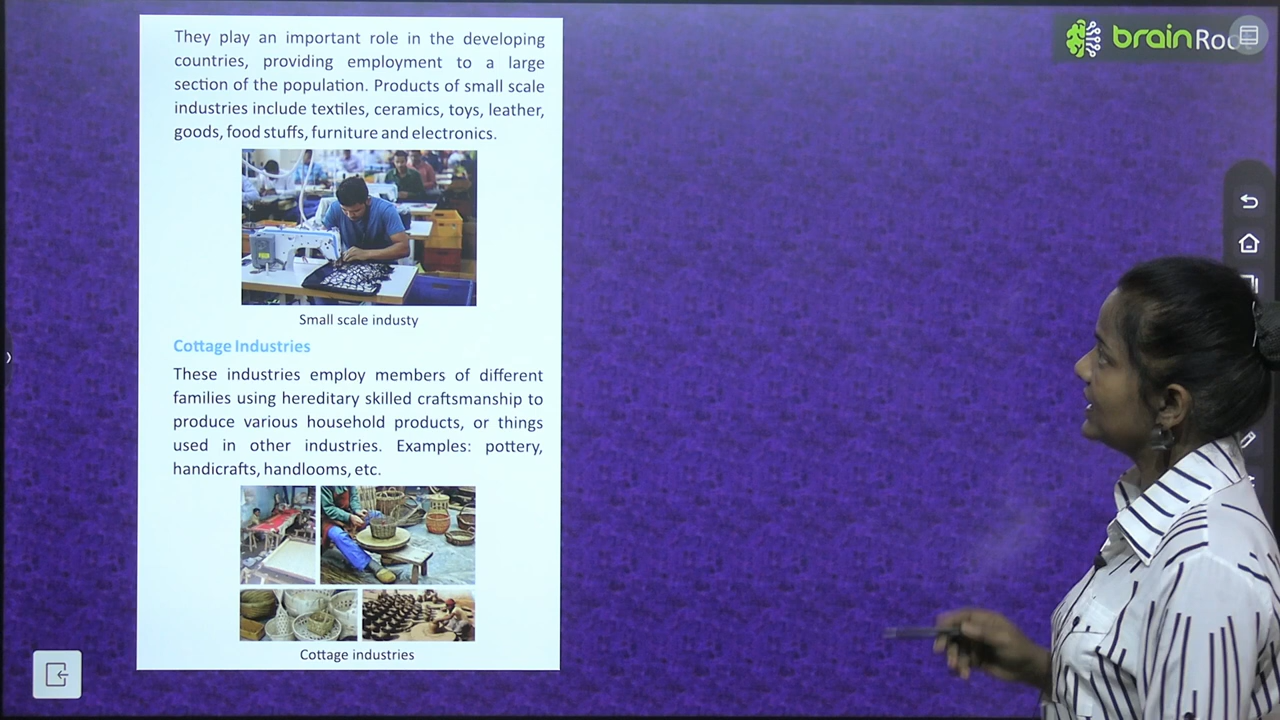 They play an important role in the developing
countries, providing employment to a large
section of the population. Products of small scale
industries include textiles, ceramics, toys, leather,
goods, food stuffs, furniture and electronics.
Small scale industy
Cottage Industries
These industries employ members of different
families using hereditary skilled craftsmanship to
produce various household products, or things
used in other industries. Examples: pottery,
handicrafts, handlooms, etc.
Cottage industries
brain